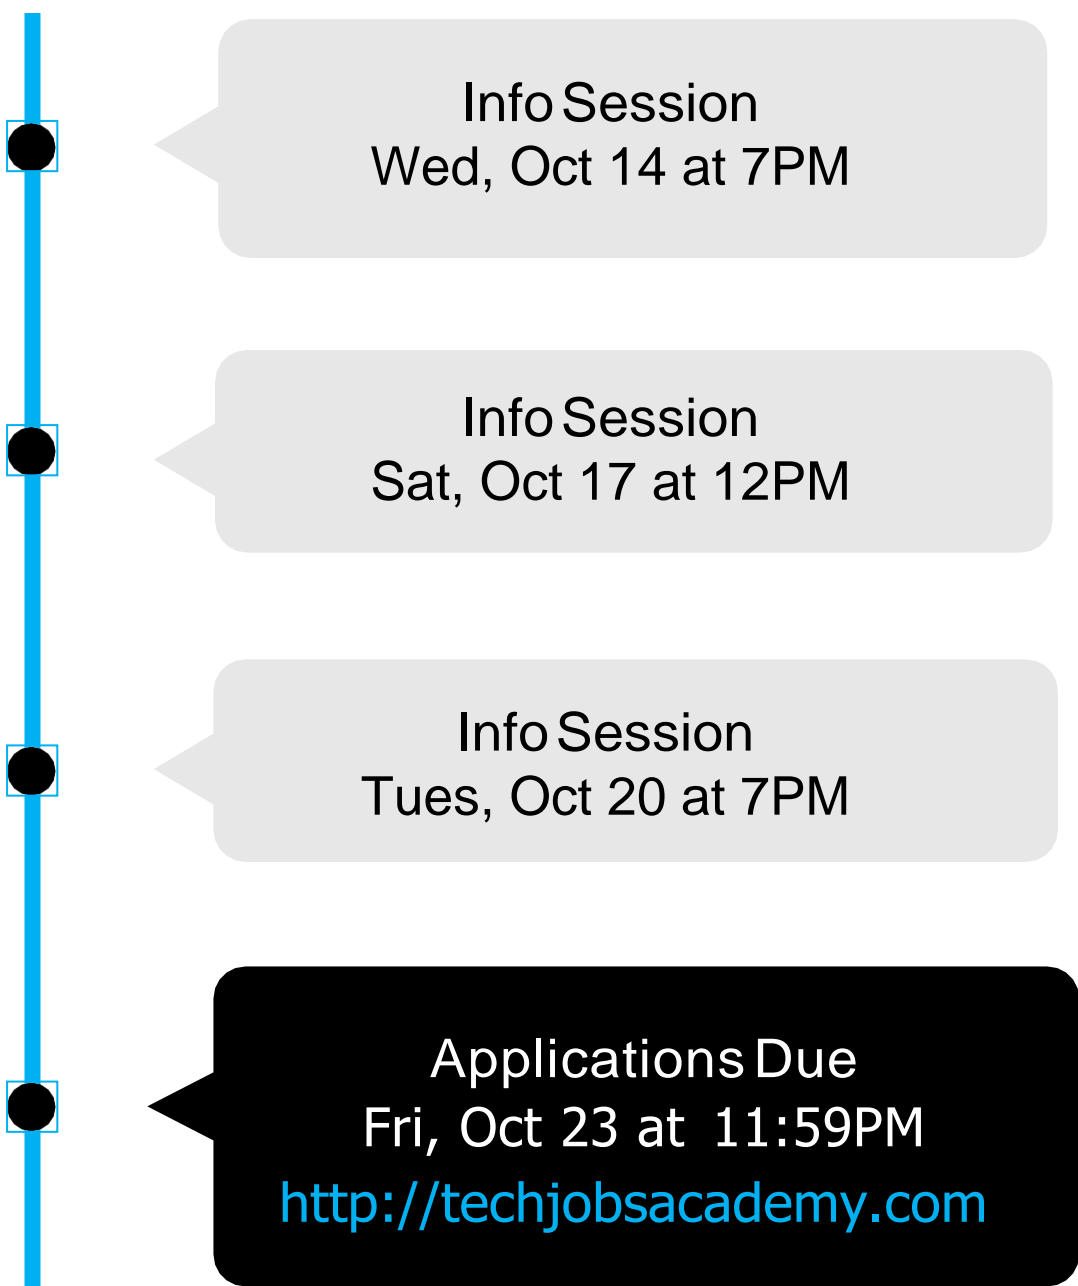 Info Session
Wed, Oct 14 at 7PM
Info Session
Sat, Oct 17 at 12PM
Info Session
Tues, Oct 20 at 7PM
Applications Due
Fri, Oct 23 at 11:59PM
http://techjobsacademy.com